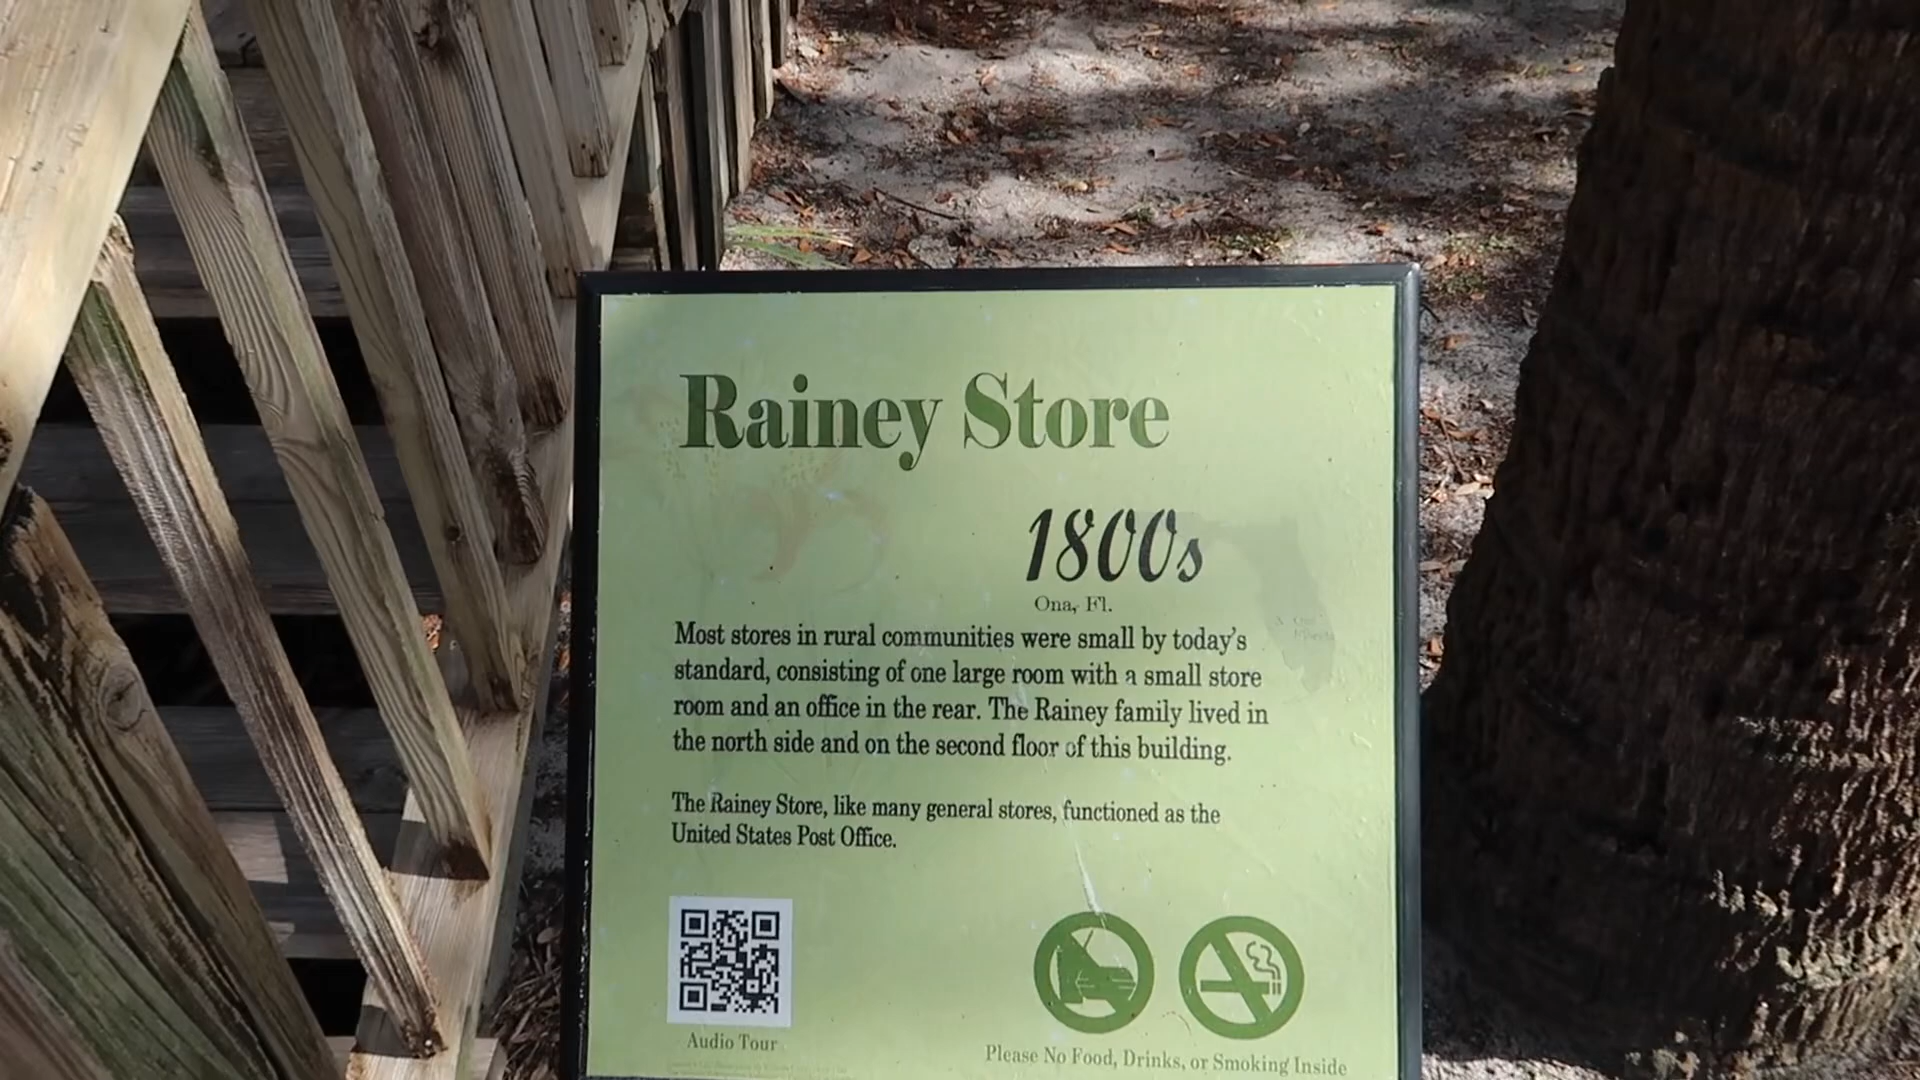 Rainey Store
1800s
Ona, Fl.
Most stores in rural communities were small by today's
standard, consisting of one large room with a small store
room and an office in the rear. The Rainey family lived in
the north side and on the second floor of this building.
The Rainey Store, like many general stores, functioned as the
United States Post Office.
Audio Tour
Please No Food, Drinks, or Smoking Inside